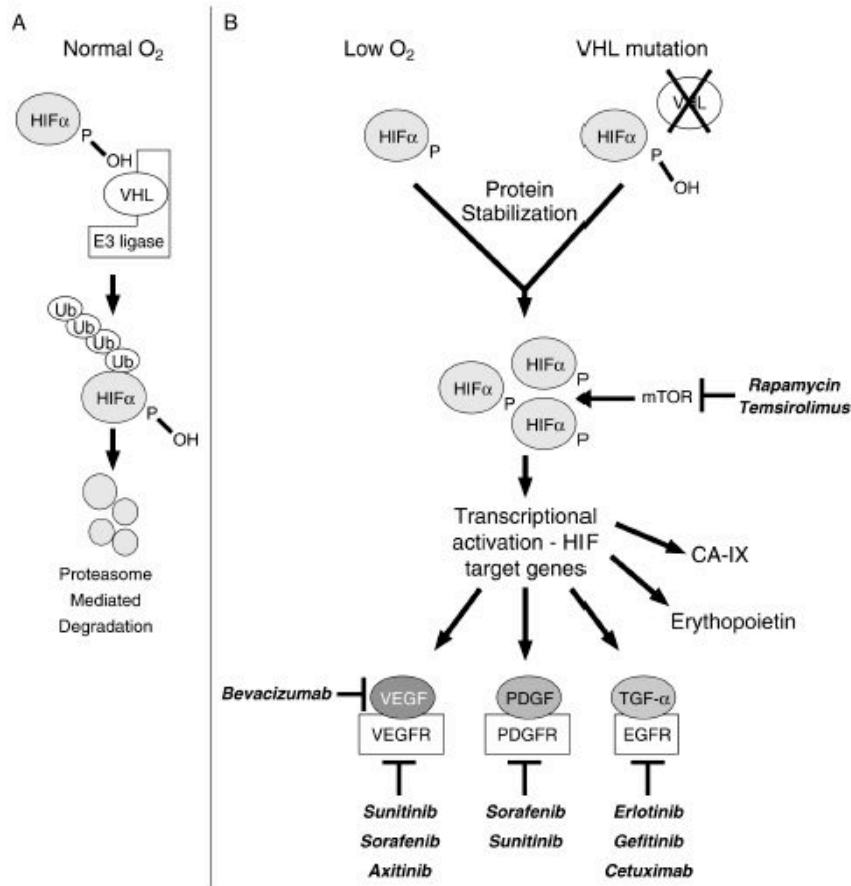 A
Normal O₂
HIFα
P
OH
VHL
E3 ligase
Ub
Ub
Ub
Ub
HIFα
P
OH
Proteasome
Mediated
Degradation
B
Low O₂
VHL mutation
VHL
HIFα
P
HIFα
P
OH
Protein
Stabilization
HIFα
P
HIFα
P
HIFα
P
mTOR
Rapamycin
Temsirolimus
Transcriptional
activation - HIF
target genes
CA-IX
Erythopoietin
Bevacizumab
VEGF
PDGF
TGF-α
VEGFR
PDGFR
EGFR
Sunitinib
Sorafenib
Axitinib
Sorafenib
Sunitinib
Erlotinib
Gefitinib
Cetuximab